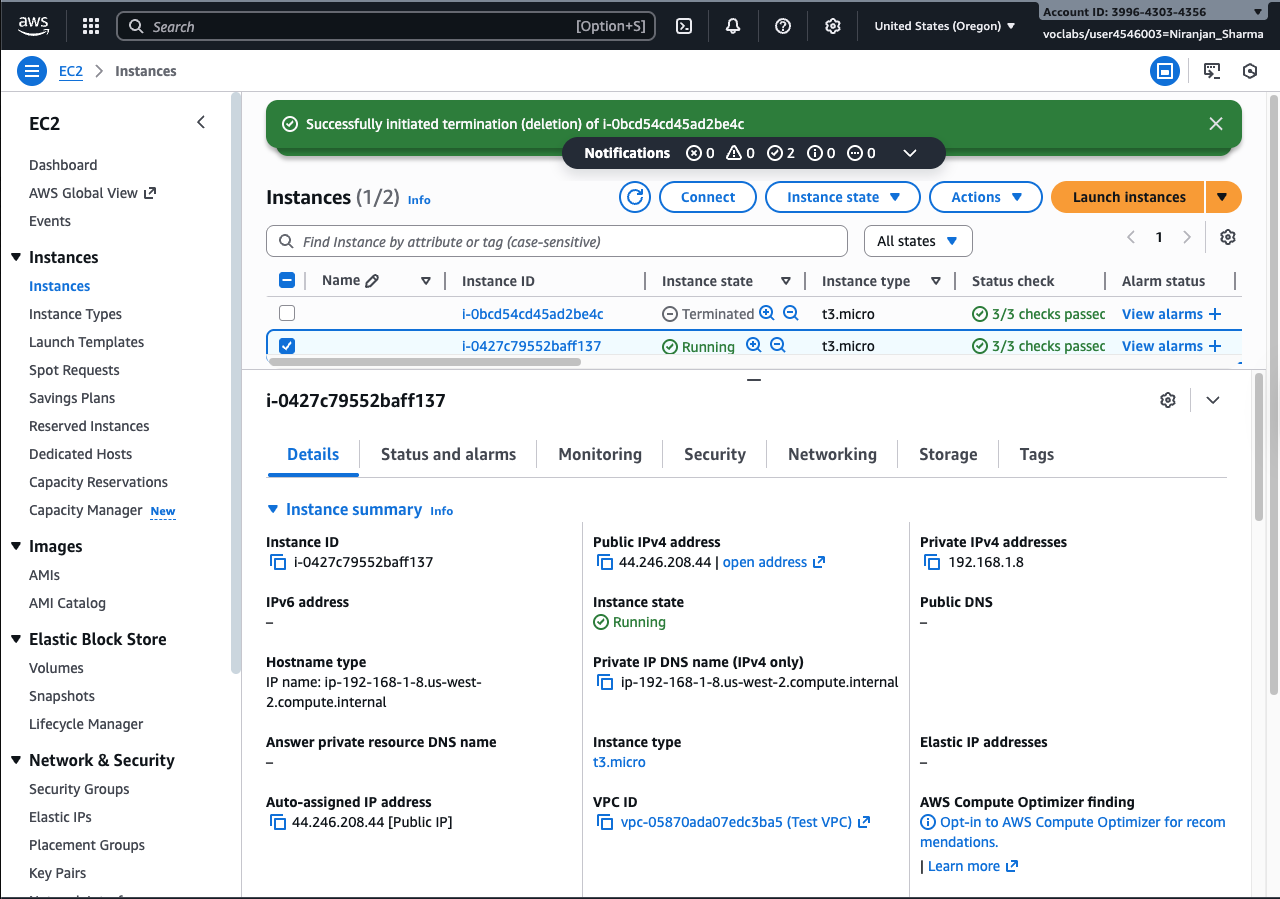 aws
Search [Option+S]
United States (Oregon)
Account ID: 3996-4303-4356
voclabs/user4546003=Niranjan_Sharma
EC2 Instances
EC2
Dashboard
AWS Global View
Events
Instances
Instances
Instance Types
Launch Templates
Spot Requests
Savings Plans
Reserved Instances
Dedicated Hosts
Capacity Reservations
Capacity Manager New
Images
AMIs
AMI Catalog
Elastic Block Store
Volumes
Snapshots
Lifecycle Manager
Network & Security
Security Groups
Elastic IPs
Placement Groups
Key Pairs
Successfully initiated termination (deletion) of i-0bcd54cd45ad2be4c
Notifications 0 0 2 0 0
Instances (1/2) Info
Connect Instance state Actions Launch instances
Find Instance by attribute or tag (case-sensitive) All states 1
Name Instance ID Instance state Instance type Status check Alarm status
i-0bcd54cd45ad2be4c Terminated t3.micro 3/3 checks passec View alarms
i-0427c79552baff137 Running t3.micro 3/3 checks passec View alarms
i-0427c79552baff137
Details Status and alarms Monitoring Security Networking Storage Tags
Instance summary Info
Instance ID
i-0427c79552baff137
Public IPv4 address
44.246.208.44 | open address
Private IPv4 addresses
192.168.1.8
IPv6 address
–
Instance state
Running
Public DNS
–
Hostname type
IP name: ip-192-168-1-8.us-west-
2.compute.internal
Private IP DNS name (IPv4 only)
ip-192-168-1-8.us-west-2.compute.internal
Answer private resource DNS name
–
Instance type
t3.micro
Elastic IP addresses
–
Auto-assigned IP address
44.246.208.44 [Public IP]
VPC ID
vpc-05870ada07edc3ba5 (Test VPC)
AWS Compute Optimizer finding
Opt-in to AWS Compute Optimizer for recom
mendations.
| Learn more